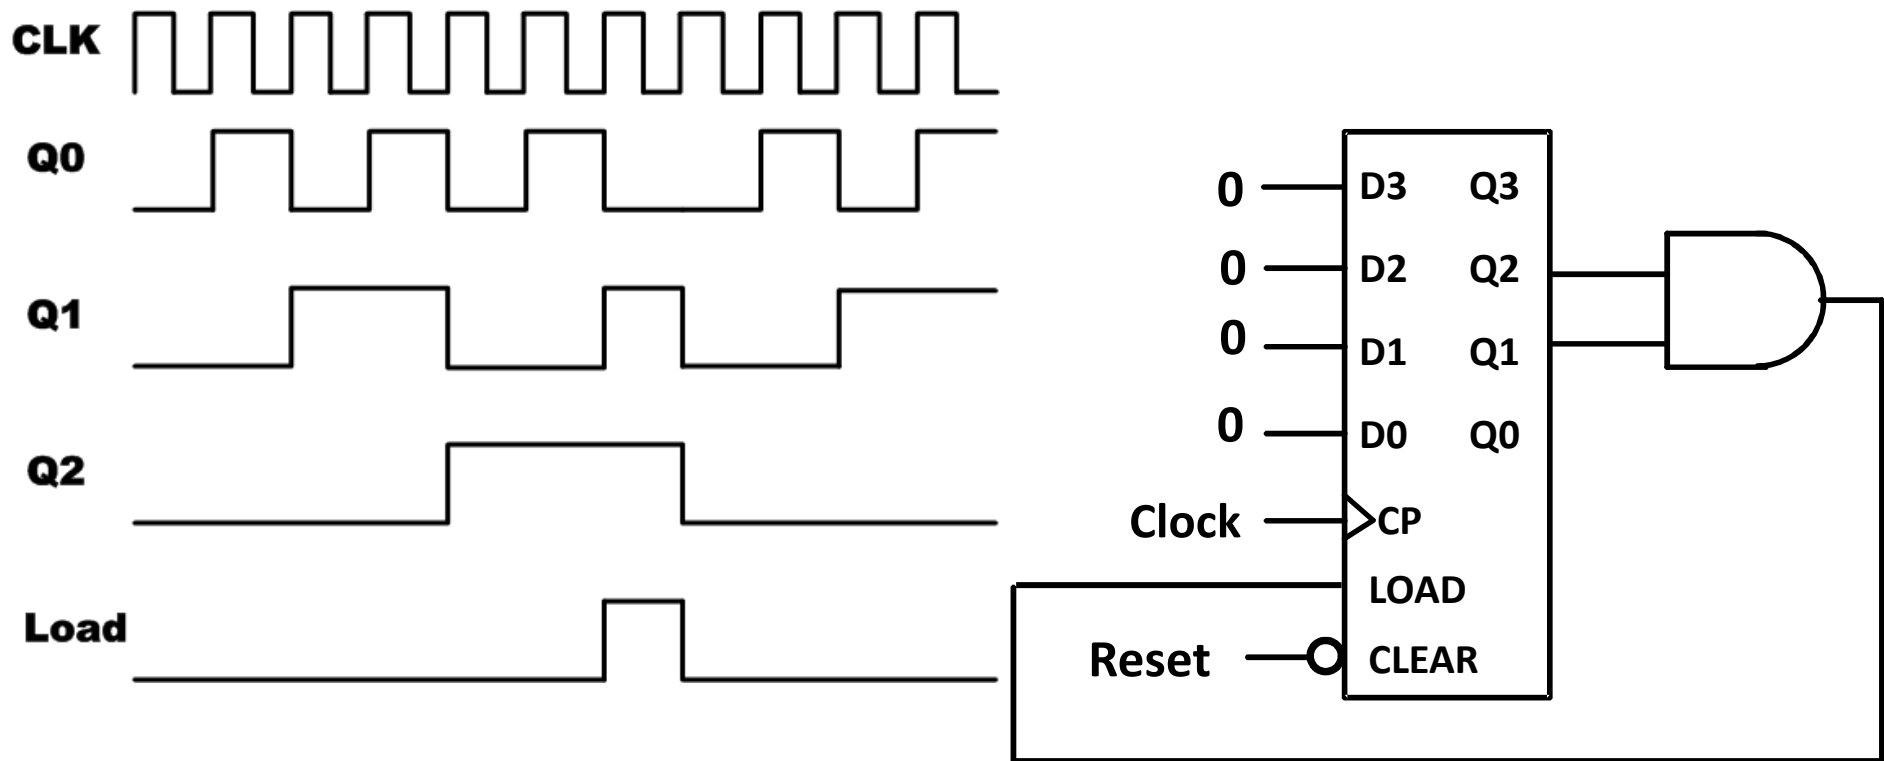 CLK
Q0
Q1
Q2
Load
0 D3 Q3
0 D2 Q2
0 D1 Q1
0 D0 Q0
Clock CP
LOAD
Reset CLEAR